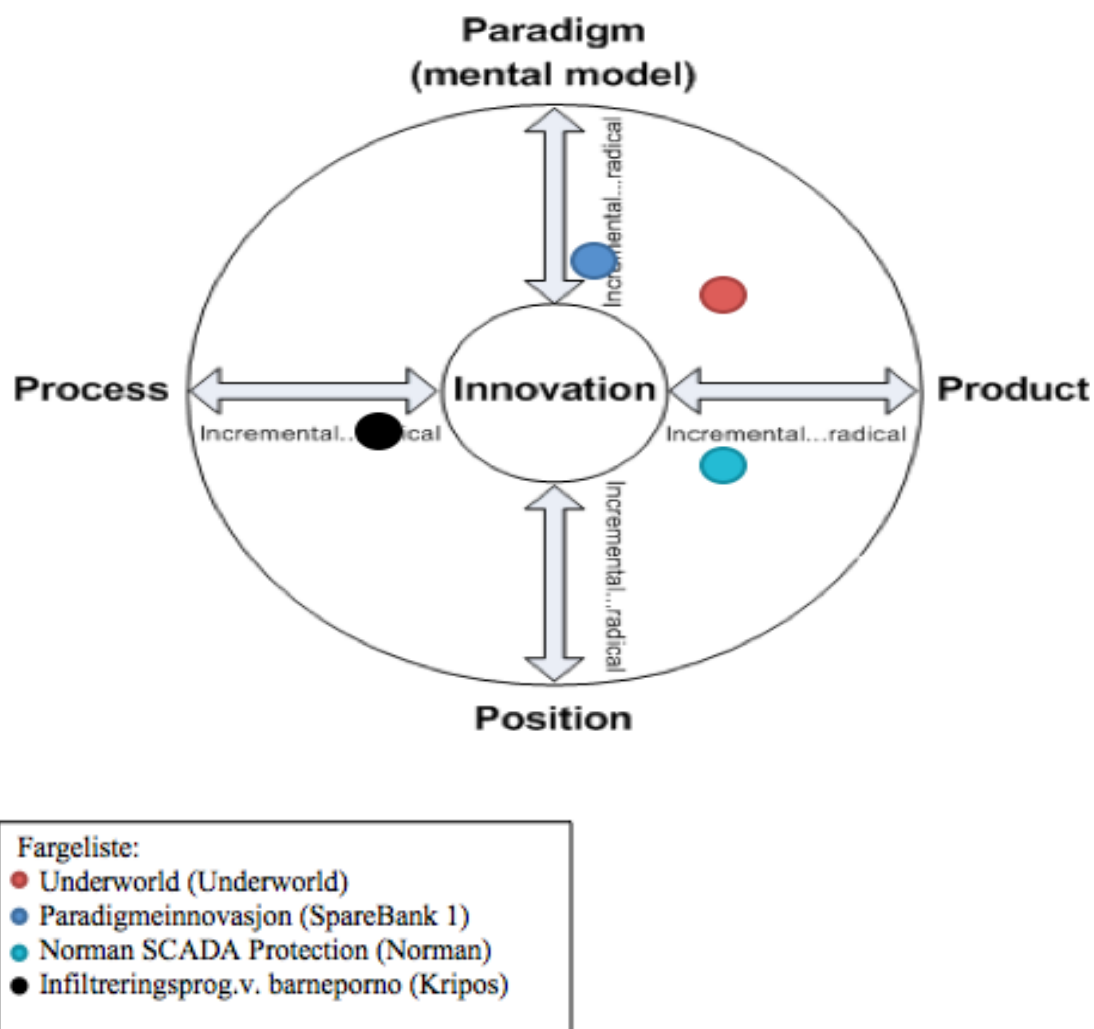 Paradigm
(mental model)
Incremental...radical
Process
Innovation
Product
Incremental..ical
Incremental...radical
Incremental...radical
Position
Fargeliste:
Underworld (Underworld)
Paradigmeinnovasjon (SpareBank 1)
Norman SCADA Protection (Norman)
Infiltreringsprog.v. barneporno (Kripos)